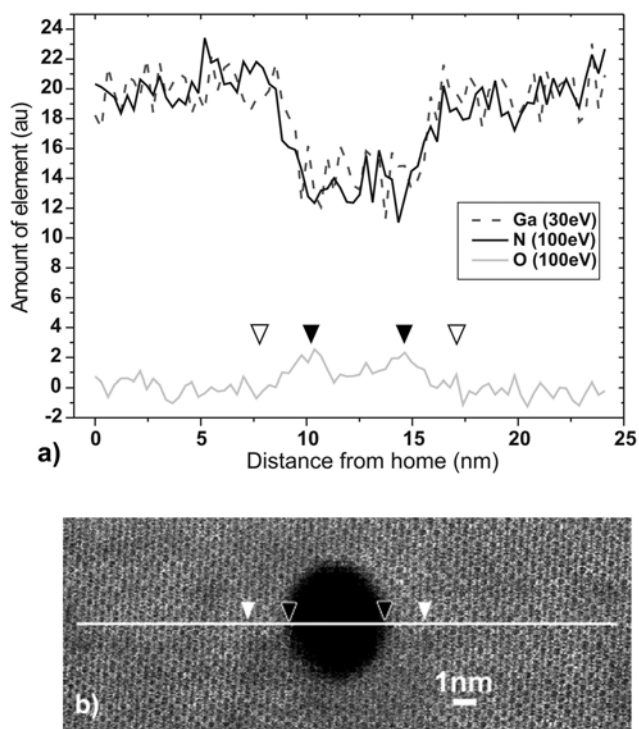 24
22
20
18
16
14
12
10
8
6
4
2
0
-2
Amount of element (au)
Ga (30eV)
N (100eV)
O (100eV)
0 5 10 15 20 25
a) Distance from home (nm)
1nm
b)